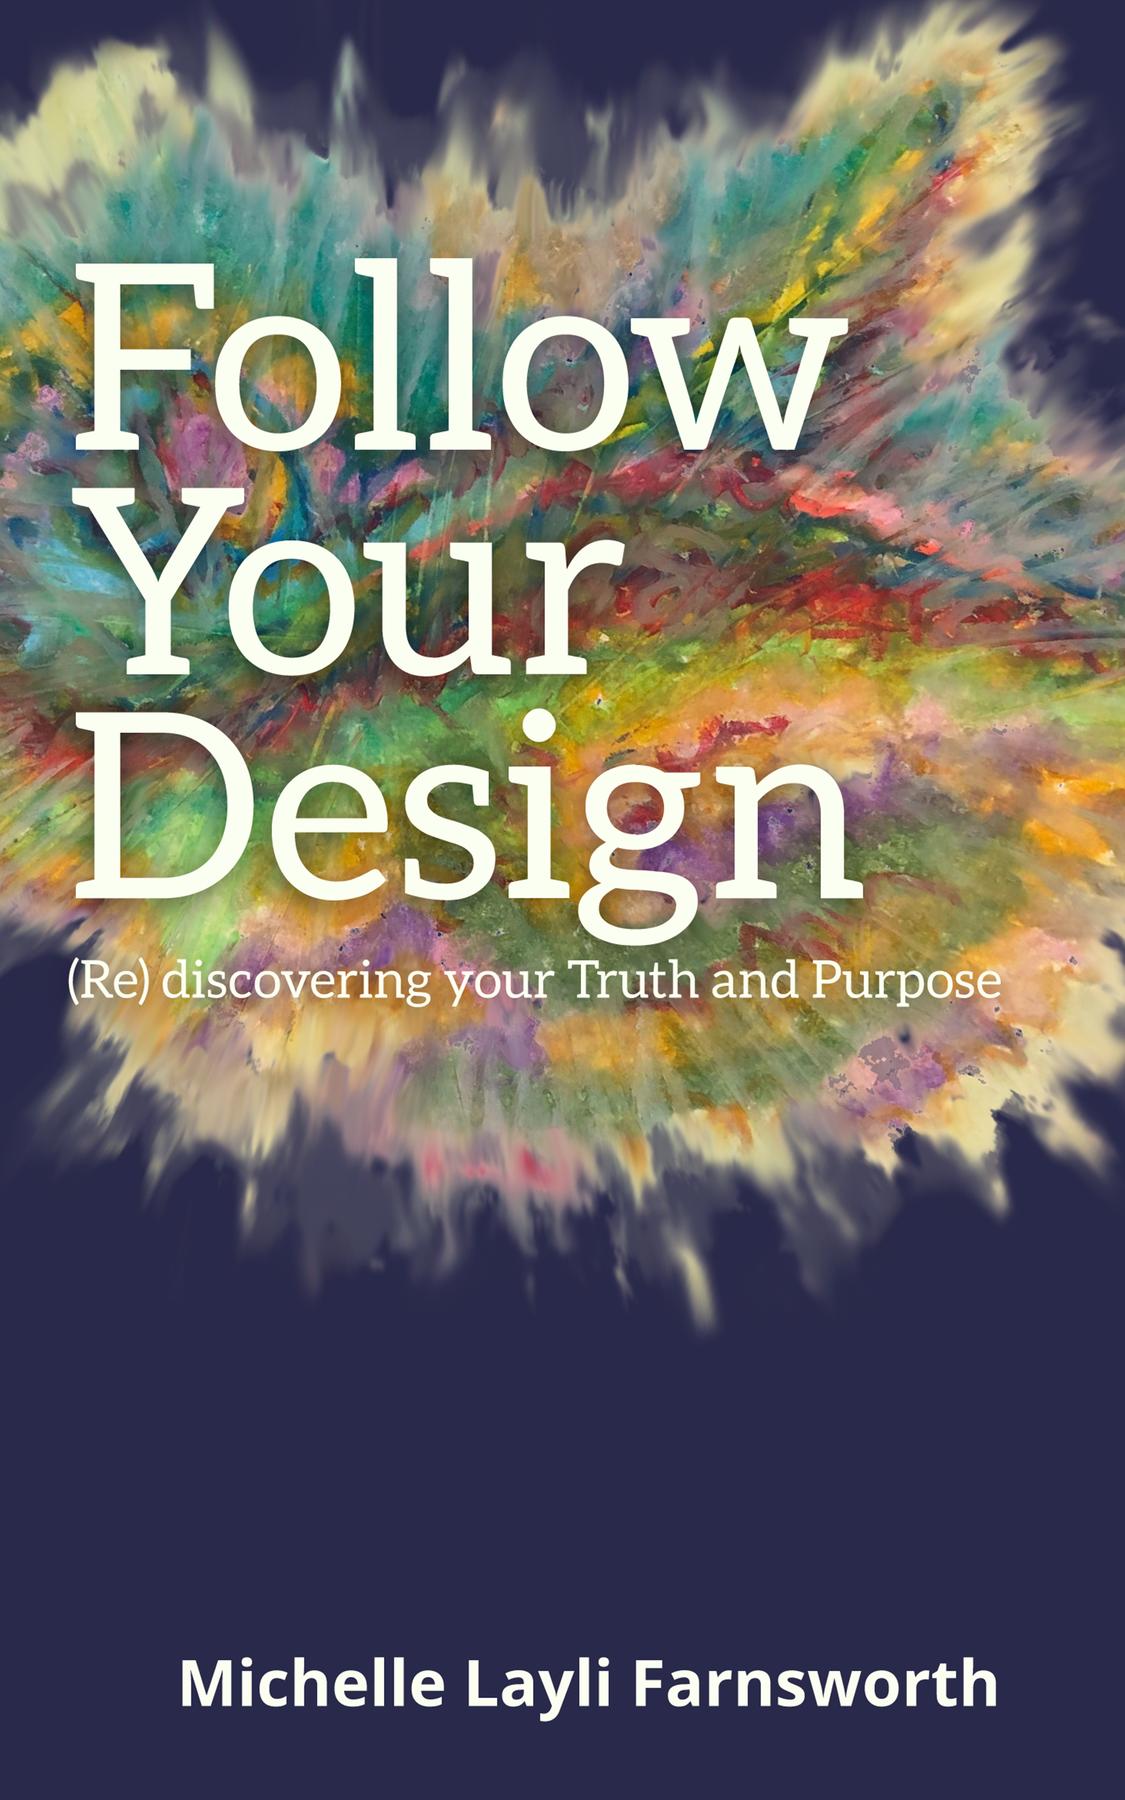 Follow
Your
Design
(Re) discovering your Truth and Purpose
Michelle Layli Farnsworth